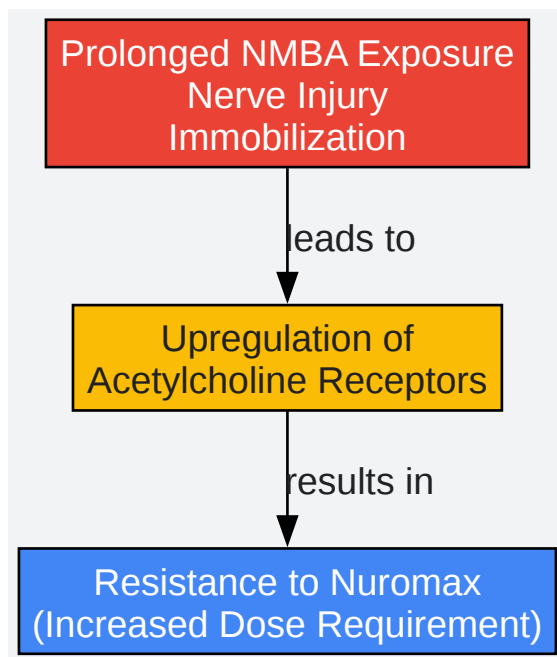 Prolonged NMBA Exposure
Nerve Injury
Immobilization
leads to
Upregulation of
Acetylcholine Receptors
results in
Resistance to Nuromax
(Increased Dose Requirement)